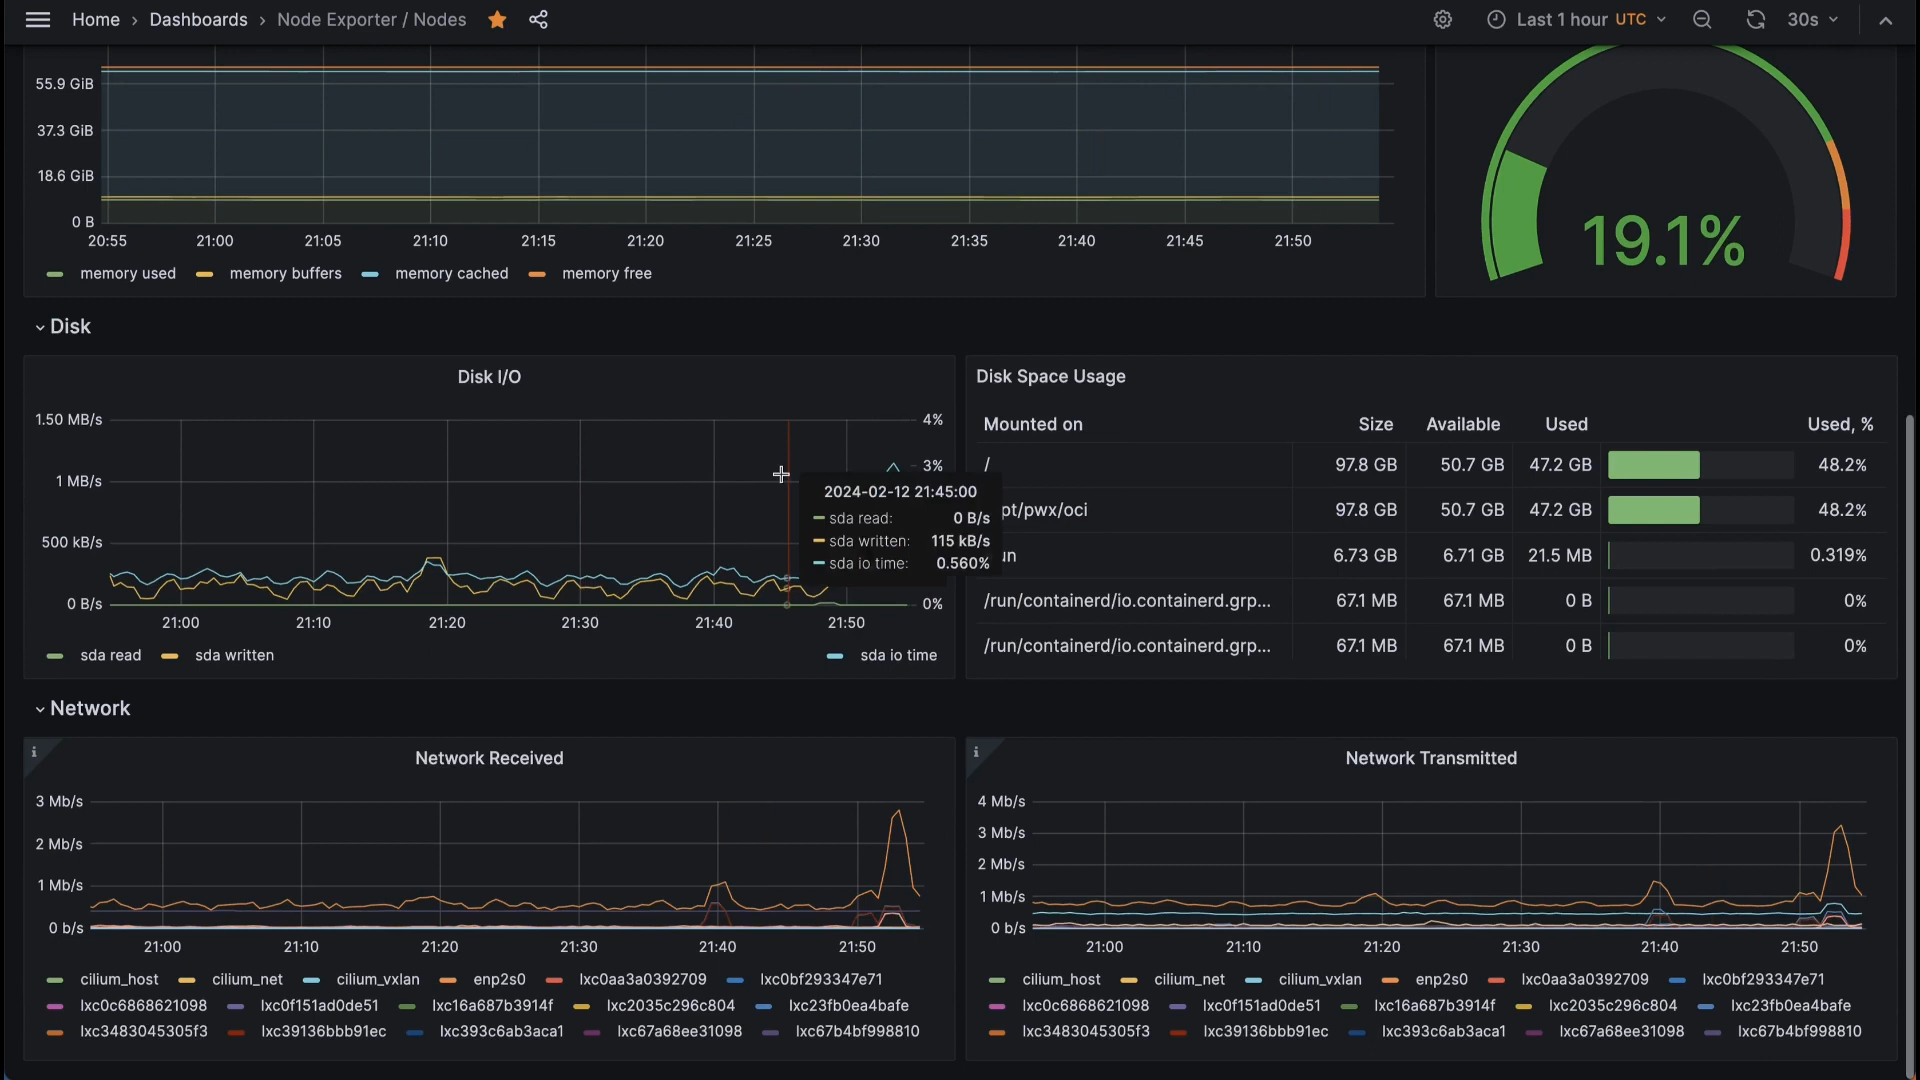 Home › Dashboards › Node Exporter / Nodes
Last 1 hour UTC 30s
55.9 GiB
37.3 GiB
18.6 GiB
0 B
20:55 21:00 21:05 21:10 21:15 21:20 21:25 21:30 21:35 21:40 21:45 21:50
memory used memory buffers memory cached memory free
19.1%
Disk
Disk I/O
1.50 MB/s
1 MB/s
500 kB/s
0 B/s
4%
3%
0%
21:00 21:10 21:20 21:30 21:40 21:50
sda read sda written sda io time
2024-02-12 21:45:00
sda read: 0 B/s
sda written: 115 kB/s
sda io time: 0.560%
Disk Space Usage
Mounted on Size Available Used Used, %
/ 97.8 GB 50.7 GB 47.2 GB 48.2%
pt/pwx/oci 97.8 GB 50.7 GB 47.2 GB 48.2%
un 6.73 GB 6.71 GB 21.5 MB 0.319%
/run/containerd/io.containerd.grp... 67.1 MB 67.1 MB 0 B 0%
/run/containerd/io.containerd.grp... 67.1 MB 67.1 MB 0 B 0%
Network
Network Received
3 Mb/s
2 Mb/s
1 Mb/s
0 b/s
21:00 21:10 21:20 21:30 21:40 21:50
cilium_host cilium_net cilium_vxlan enp2s0 lxc0aa3a0392709 lxc0bf293347e71
lxc0c6868621098 lxc0f151ad0de51 lxc16a687b3914f lxc2035c296c804 lxc23fb0ea4bafe
lxc3483045305f3 lxc39136bbb91ec lxc393c6ab3aca1 lxc67a68ee31098 lxc67b4bf998810
Network Transmitted
4 Mb/s
3 Mb/s
2 Mb/s
1 Mb/s
0 b/s
21:00 21:10 21:20 21:30 21:40 21:50
cilium_host cilium_net cilium_vxlan enp2s0 lxc0aa3a0392709 lxc0bf293347e71
lxc0c6868621098 lxc0f151ad0de51 lxc16a687b3914f lxc2035c296c804 lxc23fb0ea4bafe
lxc3483045305f3 lxc39136bbb91ec lxc393c6ab3aca1 lxc67a68ee31098 lxc67b4bf998810